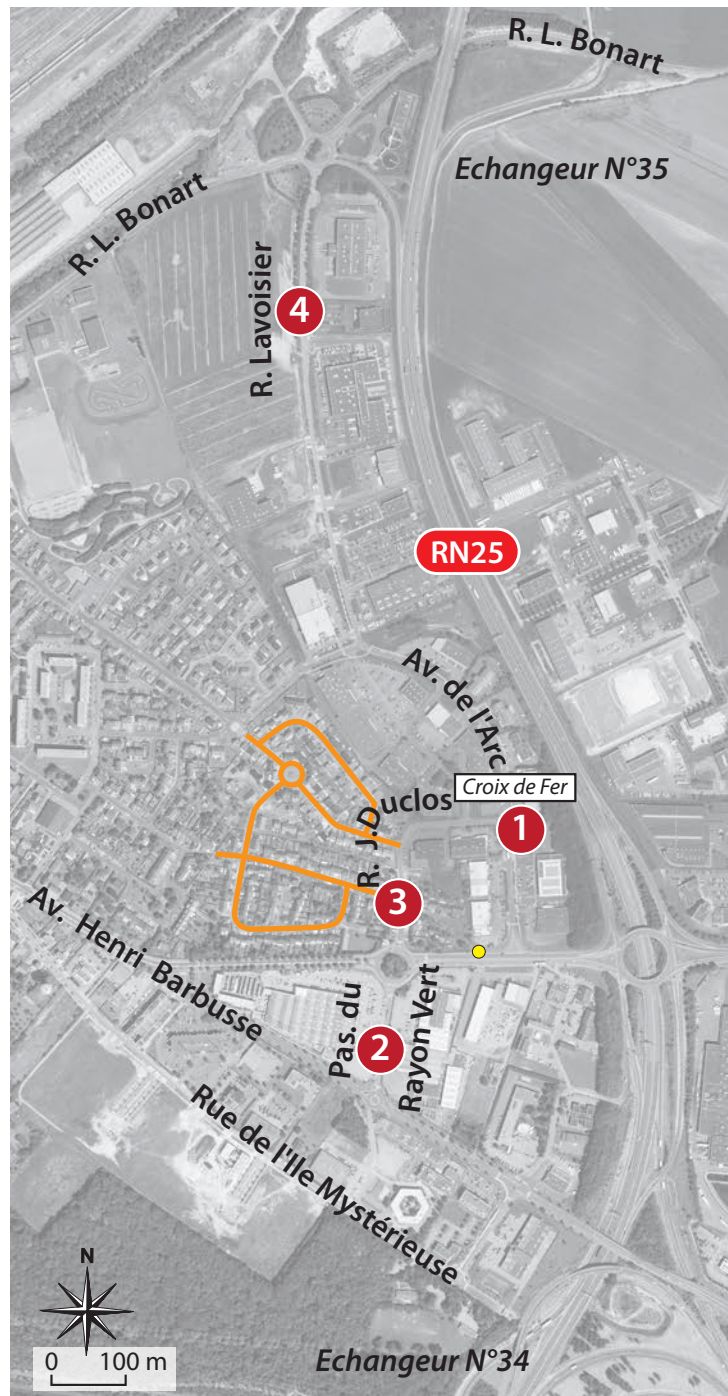 R. L. Bonart
Echangeur N°35
R. L. Bonart
R. Lavoisier
4
RN25
Av. de l'Arc
Croix de Fer
R. J.Duclos
1
3
Av. Henri Barbusse
Pas. du
Rayon Vert
2
Rue de l'Ile Mystérieuse
N
0 100 m
Echangeur N°34